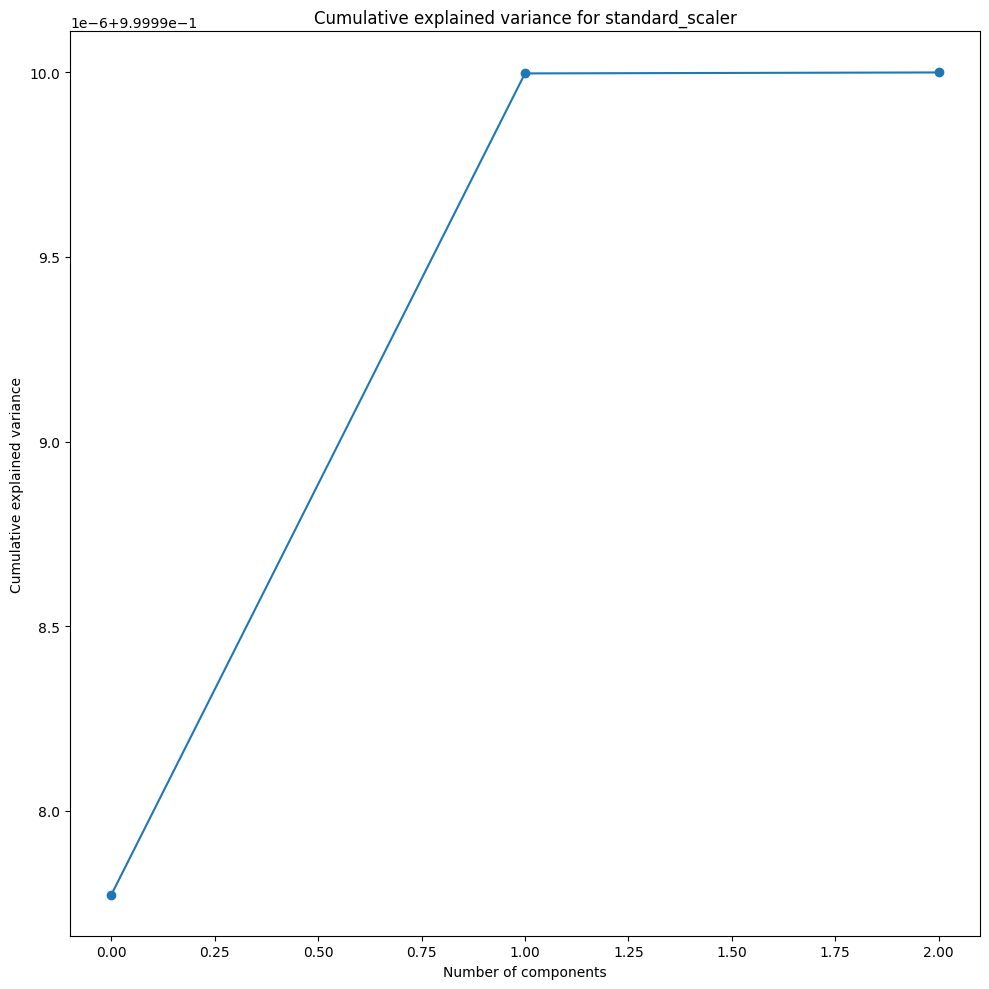 Cumulative explained variance for standard_scaler
1e−6+9.9999e−1
10.0
9.5
9.0
8.5
8.0
Cumulative explained variance
0.00 0.25 0.50 0.75 1.00 1.25 1.50 1.75 2.00
Number of components